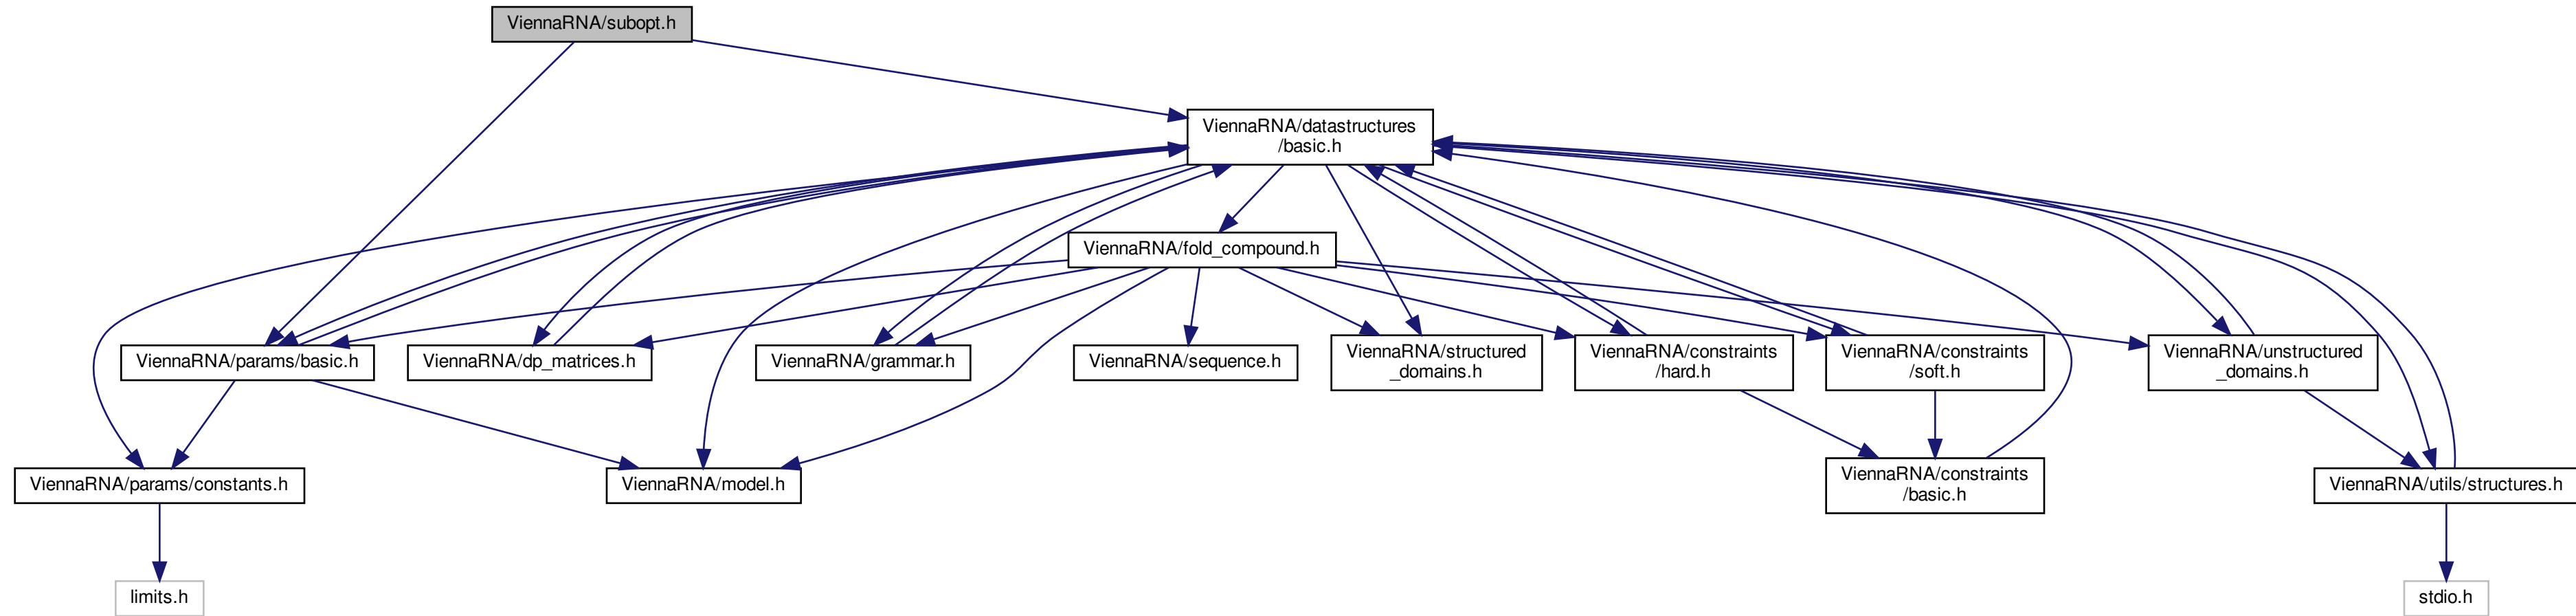 ViennaRNA/subopt.h
ViennaRNA/datastructures
/basic.h
ViennaRNA/fold_compound.h
ViennaRNA/params/basic.h
ViennaRNA/dp_matrices.h
ViennaRNA/grammar.h
ViennaRNA/sequence.h
ViennaRNA/structured
_domains.h
ViennaRNA/constraints
/hard.h
ViennaRNA/constraints
/soft.h
ViennaRNA/unstructured
_domains.h
ViennaRNA/params/constants.h
ViennaRNA/model.h
ViennaRNA/constraints
/basic.h
ViennaRNA/utils/structures.h
limits.h
stdio.h